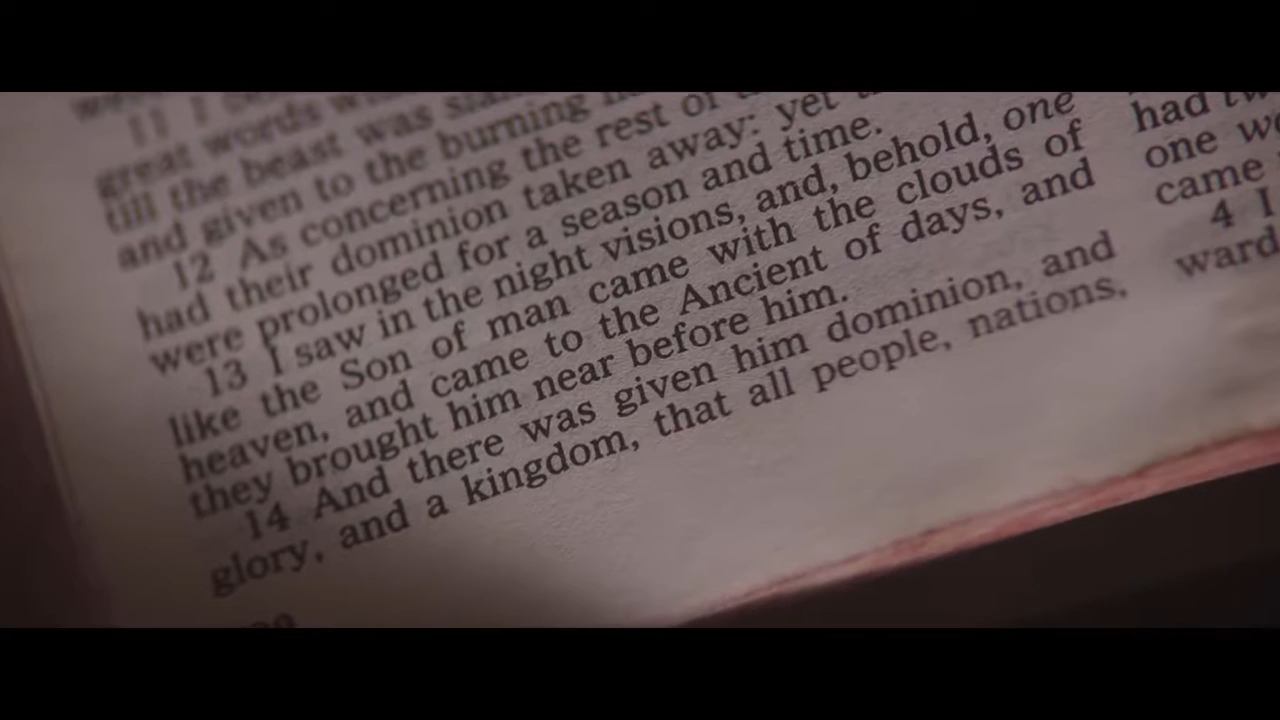 11 I
great words
till the beast was
and given to the burning
12 As concerning the rest of
had their dominion taken away: yet
were prolonged for a season and time.
13 I saw in the night visions, and, behold, one
like the Son of man came with the clouds of
heaven, and came to the Ancient of days, and
they brought him near before him.
14 And there was given him dominion, and
glory, and a kingdom, that all people, nations,
had
one
came
4 I
ward